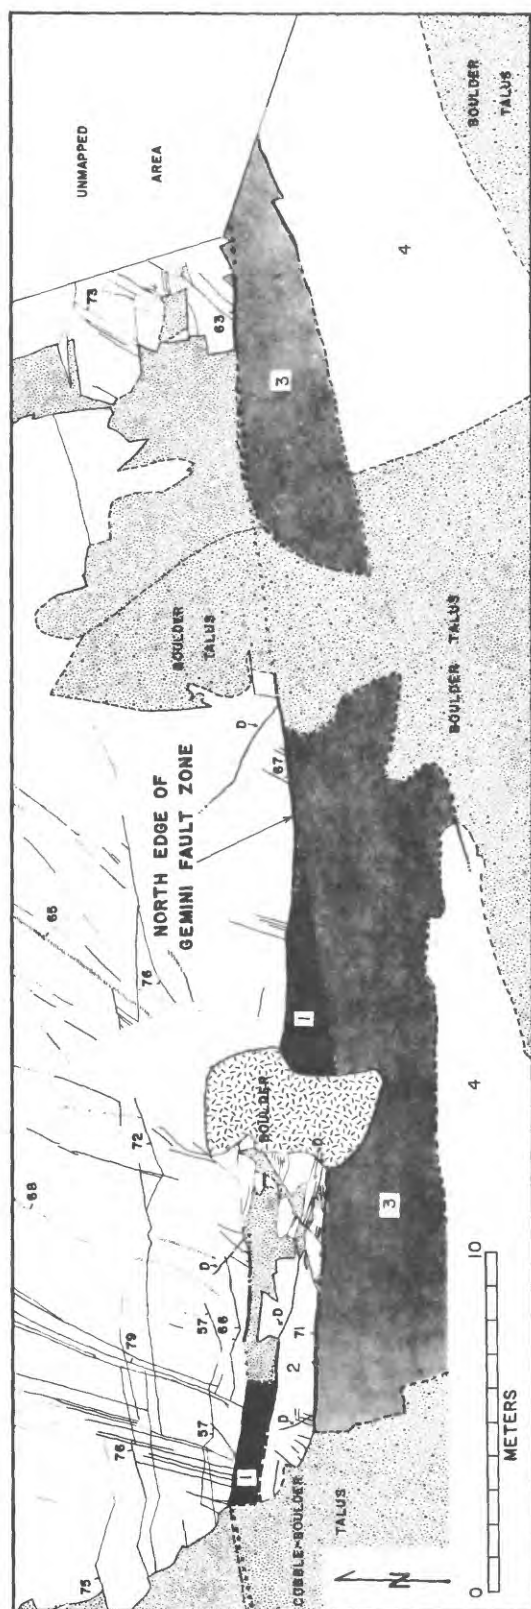 68
65
UNMAPPED
AREA
73
75
76
79
72
76
NORTH EDGE OF
GEMINI FAULT ZONE
57
57
66
D
BOULDER
TALUS
63
D
67
1
D
2
D
71
BOULDER
D
1
3
COBBLE-BOULDER
TALUS
3
4
4
BOULDER TALUS
BOULDER
TALUS
N
0
10
METERS